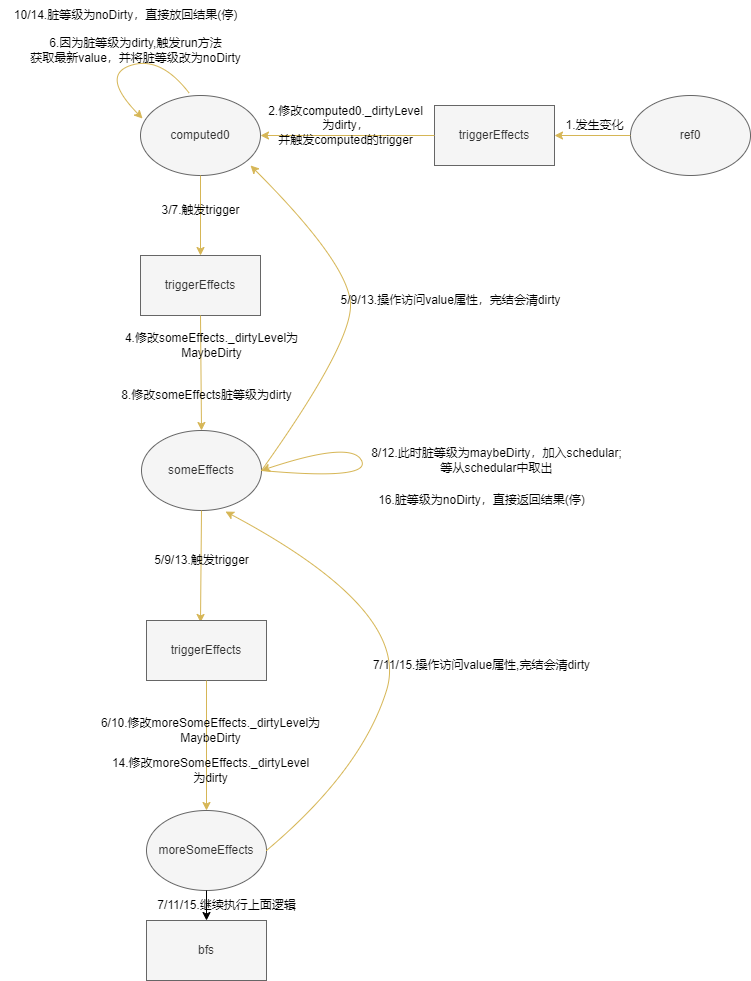 10/14.脏等级为noDirty，直接放回结果(停)
6.因为脏等级为dirty,触发run方法
获取最新value，并将脏等级改为noDirty
2.修改computed0._dirtyLevel
为dirty，
并触发computed的trigger
computed0
triggerEffects
1.发生变化
ref0
3/7.触发trigger
triggerEffects
5/9/13.操作访问value属性，完结会清dirty
4.修改someEffects._dirtyLevel为
MaybeDirty
8.修改someEffects脏等级为dirty
someEffects
8/12.此时脏等级为maybeDirty，加入schedular;
等从schedular中取出
16.脏等级为noDirty，直接返回结果(停)
5/9/13.触发trigger
triggerEffects
7/11/15.操作访问value属性,完结会清dirty
6/10.修改moreSomeEffects._dirtyLevel为
MaybeDirty
14.修改moreSomeEffects._dirtyLevel
为dirty
moreSomeEffects
7/11/15.继续执行上面逻辑
bfs